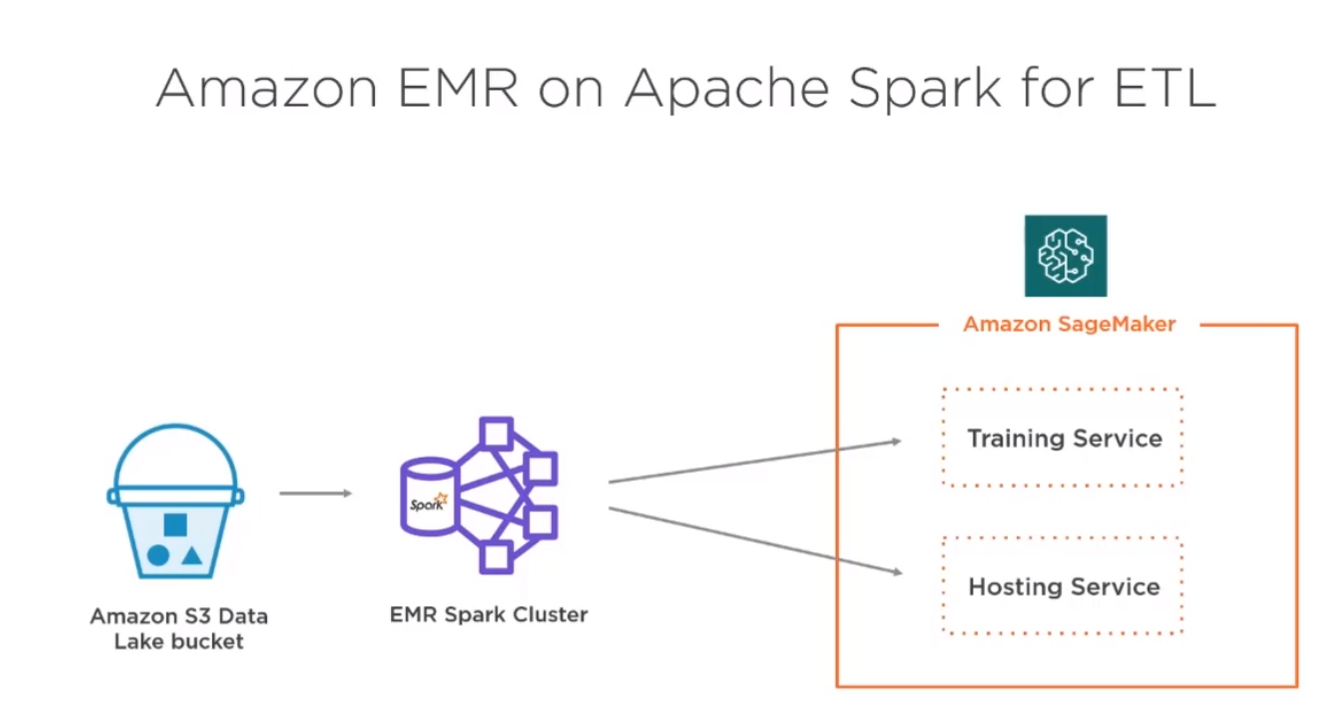 Amazon EMR on Apache Spark for ETL
Amazon SageMaker
Training Service
Spark
Hosting Service
Amazon S3 Data
Lake bucket
EMR Spark Cluster